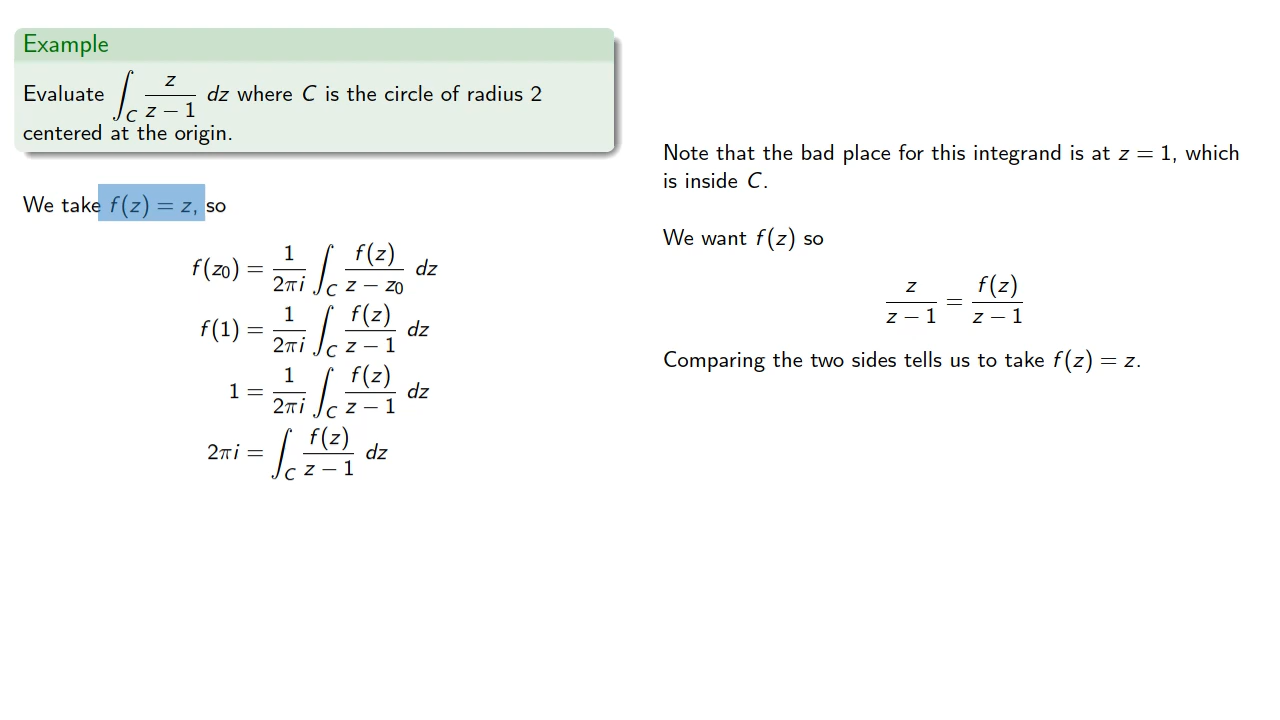 Example
Evaluate ∫_C z/(z − 1) dz where C is the circle of radius 2
centered at the origin.
We take f(z) = z, so
f(z₀) = 1/(2πi) ∫_C f(z)/(z − z₀) dz
f(1) = 1/(2πi) ∫_C f(z)/(z − 1) dz
1 = 1/(2πi) ∫_C f(z)/(z − 1) dz
2πi = ∫_C f(z)/(z − 1) dz
Note that the bad place for this integrand is at z = 1, which
is inside C.
We want f(z) so
z/(z − 1) = f(z)/(z − 1)
Comparing the two sides tells us to take f(z) = z.